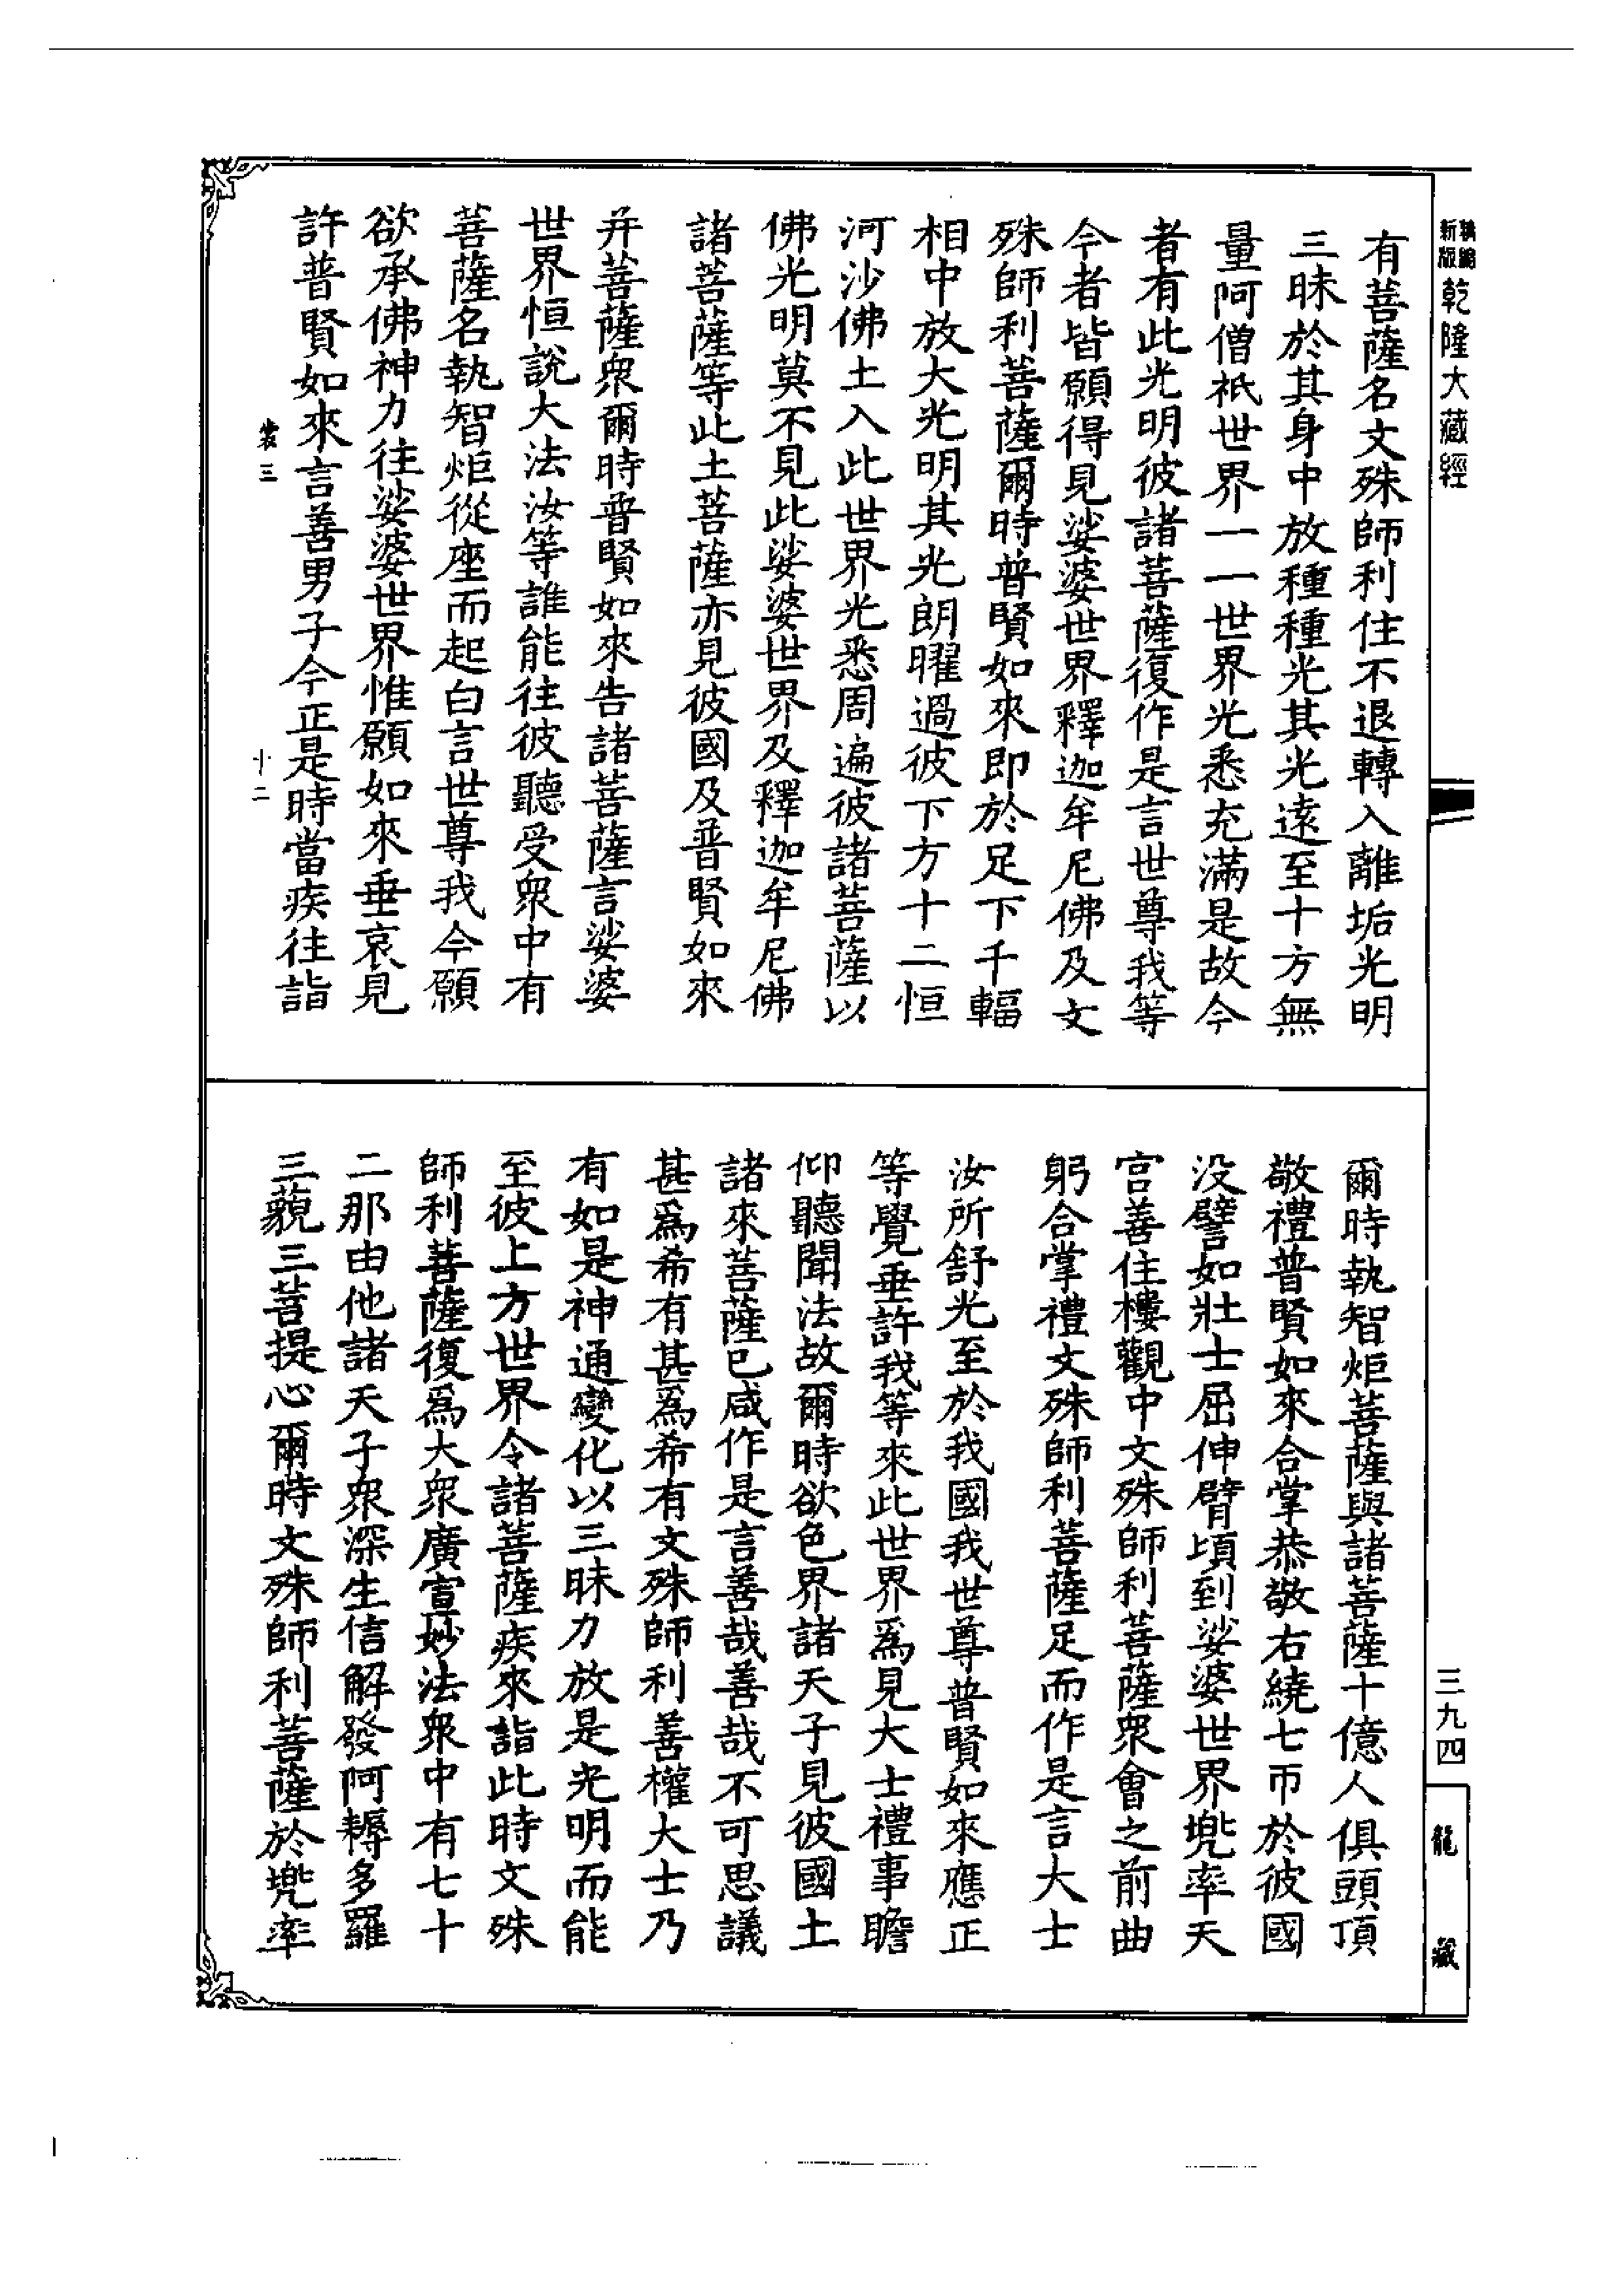 新版
乾隆大藏經
有菩薩名文殊師利住不退轉入離垢光明
三昧於其身中放種種光其光遠至十方無
量阿僧祇世界一一世界光悉充滿是故今
者有此光明彼諸菩薩復作是言世尊我等
今者皆願得見娑婆世界釋迦牟尼佛及文
殊師利菩薩爾時普賢如來即於足下千輻
相中放大光明其光朗曜過彼下方十二恒
河沙佛土入此世界光悉周遍彼諸菩薩以
佛光明莫不見此娑婆世界及釋迦牟尼佛
諸菩薩等此土菩薩亦見彼國及普賢如來
并菩薩衆爾時普賢如來告諸菩薩言娑婆
世界恒說大法汝等誰能往彼聽受衆中有
菩薩名執智炬從座而起白言世尊我今願
欲承佛神力往娑婆世界惟願如來垂哀見
許普賢如來言善男子今正是時當疾往詣
裳三
十二
爾時執智炬菩薩與諸菩薩十億人俱頭頂
敬禮普賢如來合掌恭敬右繞七帀於彼國
没譬如壯士屈伸臂頃到娑婆世界兠率天
宫善住樓觀中文殊師利菩薩衆會之前曲
躬合掌禮文殊師利菩薩足而作是言大士
汝所舒光至於我國我世尊普賢如來應正
等覺垂許我等來此世界爲見大士禮事瞻
仰聽聞法故爾時欲色界諸天子見彼國土
諸來菩薩已咸作是言善哉善哉不可思議
甚爲希有甚爲希有文殊師利善權大士乃
有如是神通變化以三昧力放是光明而能
至彼上方世界令諸菩薩疾來詣此時文殊
師利菩薩復爲大衆廣宣妙法衆中有七十
二那由他諸天子衆深生信解發阿耨多羅
三藐三菩提心爾時文殊師利菩薩於兠率
三九四
龍藏